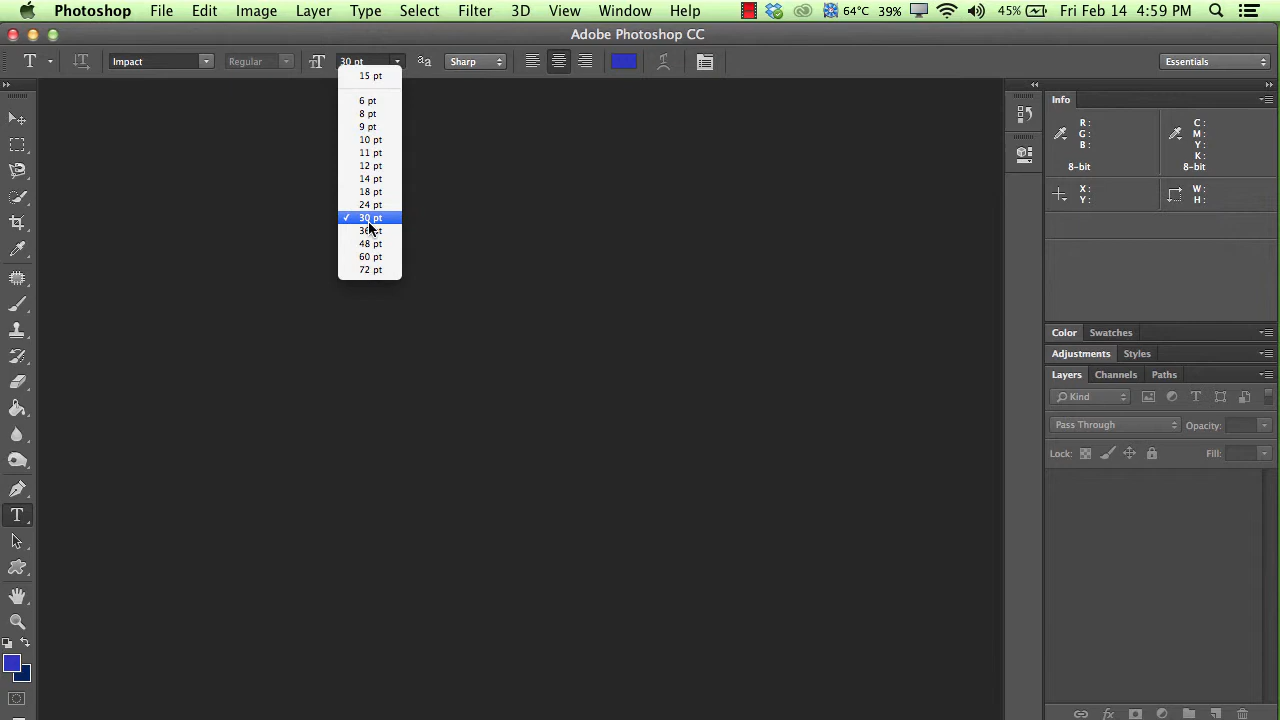 Photoshop File Edit Image Layer Type Select Filter 3D View Window Help 64°C 39% 45% Fri Feb 14 4:59 PM
Adobe Photoshop CC
T Impact Regular 30 pt Sharp Essentials
15 pt
6 pt
8 pt
9 pt
10 pt
11 pt
12 pt
14 pt
18 pt
24 pt
30 pt
48 pt
60 pt
72 pt
Info
R: C:
G: M:
B: Y:
K:
8-bit 8-bit
X: W:
Y: H:
Color Swatches
Adjustments Styles
Layers Channels Paths
Kind
Pass Through Opacity:
Lock: Fill: